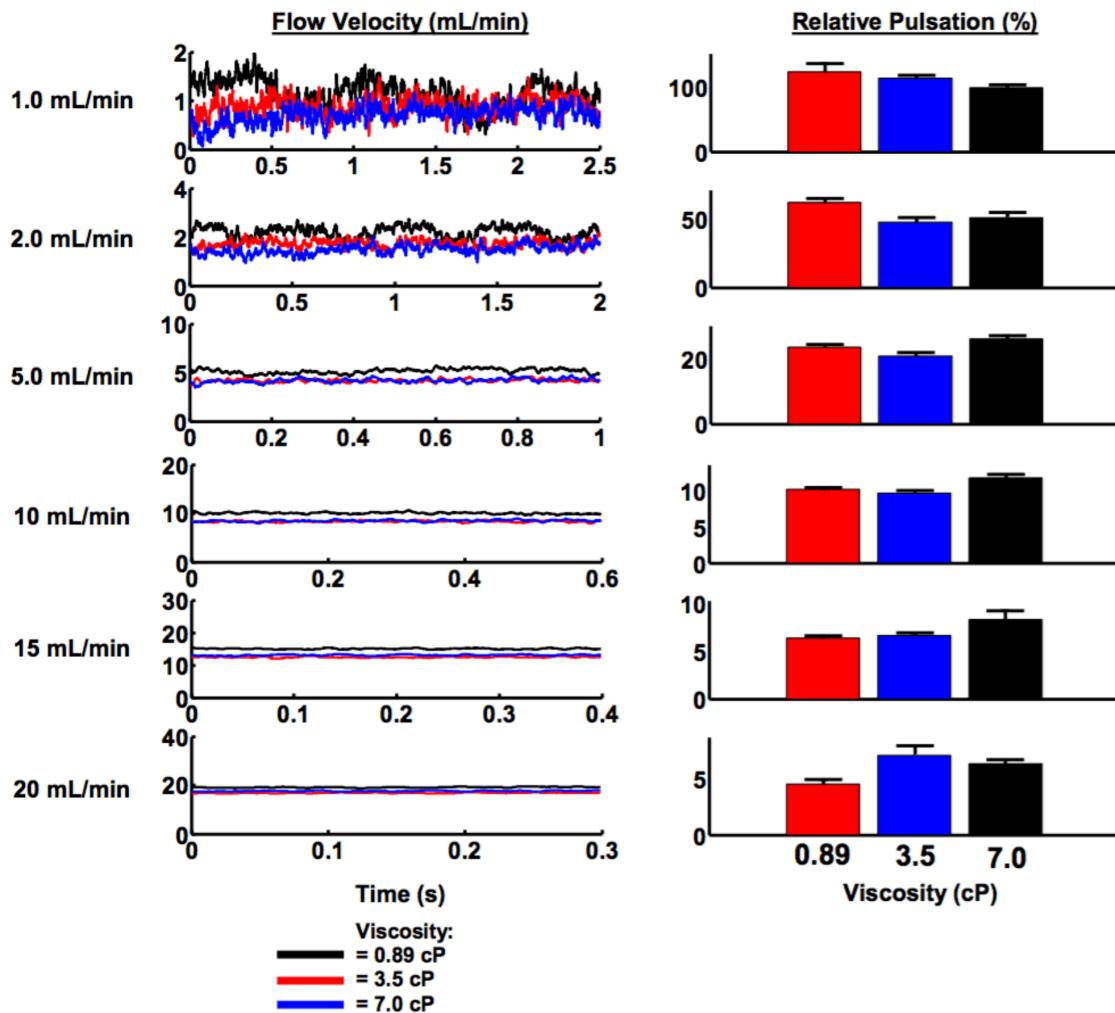 Flow Velocity (mL/min)
Relative Pulsation (%)
1.0 mL/min
2
1
0
0 0.5 1 1.5 2 2.5
100
0
2.0 mL/min
4
2
0
0 0.5 1 1.5 2
50
0
5.0 mL/min
10
5
0
0 0.2 0.4 0.6 0.8 1
20
0
10 mL/min
20
10
0
0 0.2 0.4 0.6
10
5
0
15 mL/min
30
20
10
0
0 0.1 0.2 0.3 0.4
10
5
0
20 mL/min
40
20
0
0 0.1 0.2 0.3
5
0
0.89 3.5 7.0
Time (s)
Viscosity (cP)
Viscosity:
= 0.89 cP
= 3.5 cP
= 7.0 cP